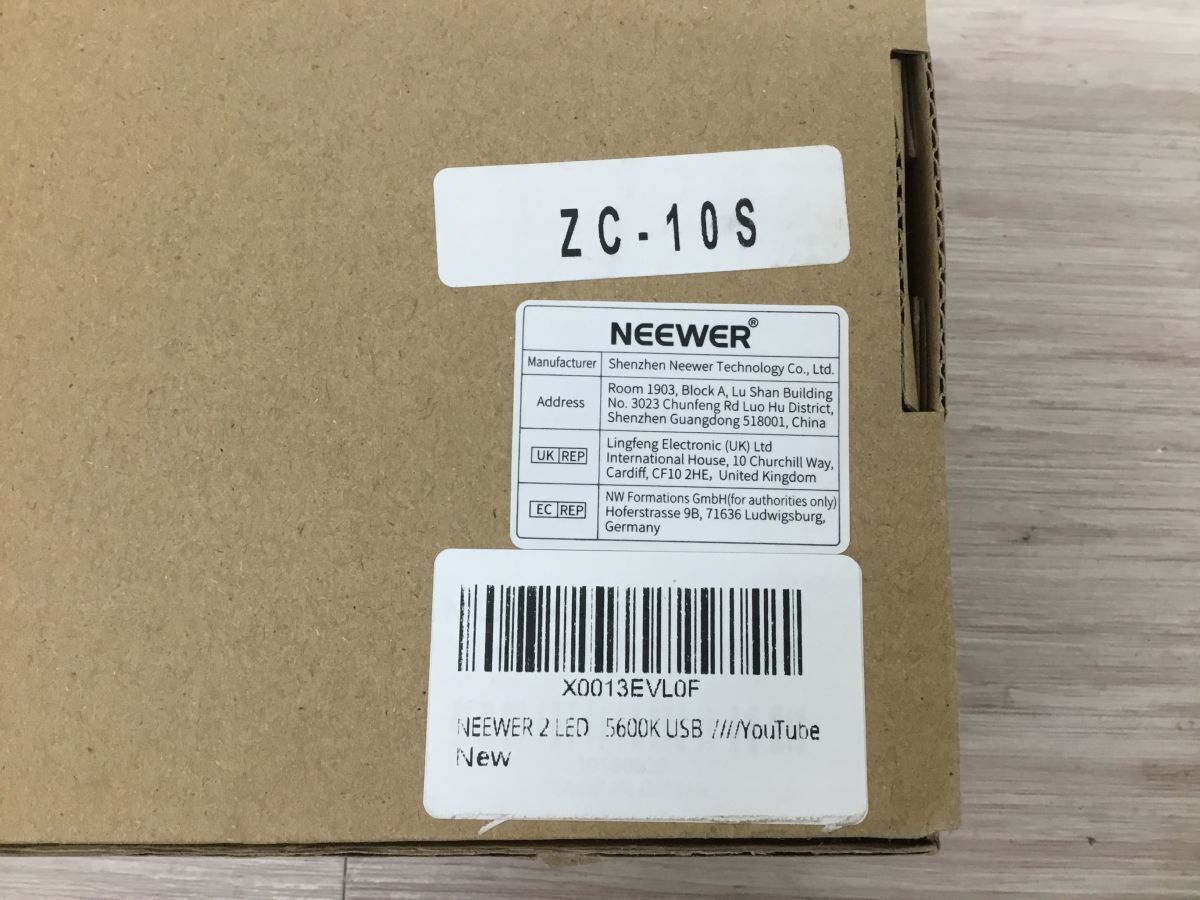 ZC-10S
NEEWER®
Manufacturer Shenzhen Neewer Technology Co., Ltd.
Address
Room 1903, Block A, Lu Shan Building
No. 3023 Chunfeng Rd Luo Hu District,
Shenzhen Guangdong 518001, China
UK REP
Lingfeng Electronic (UK) Ltd
International House, 10 Churchill Way,
Cardiff, CF10 2HE, United Kingdom
EC REP
NW Formations GmbH(for authorities only)
Hoferstrasse 9B, 71636 Ludwigsburg,
Germany
X0013EVL0F
NEEWER 2 LED 5600K USB ////YouTube
New